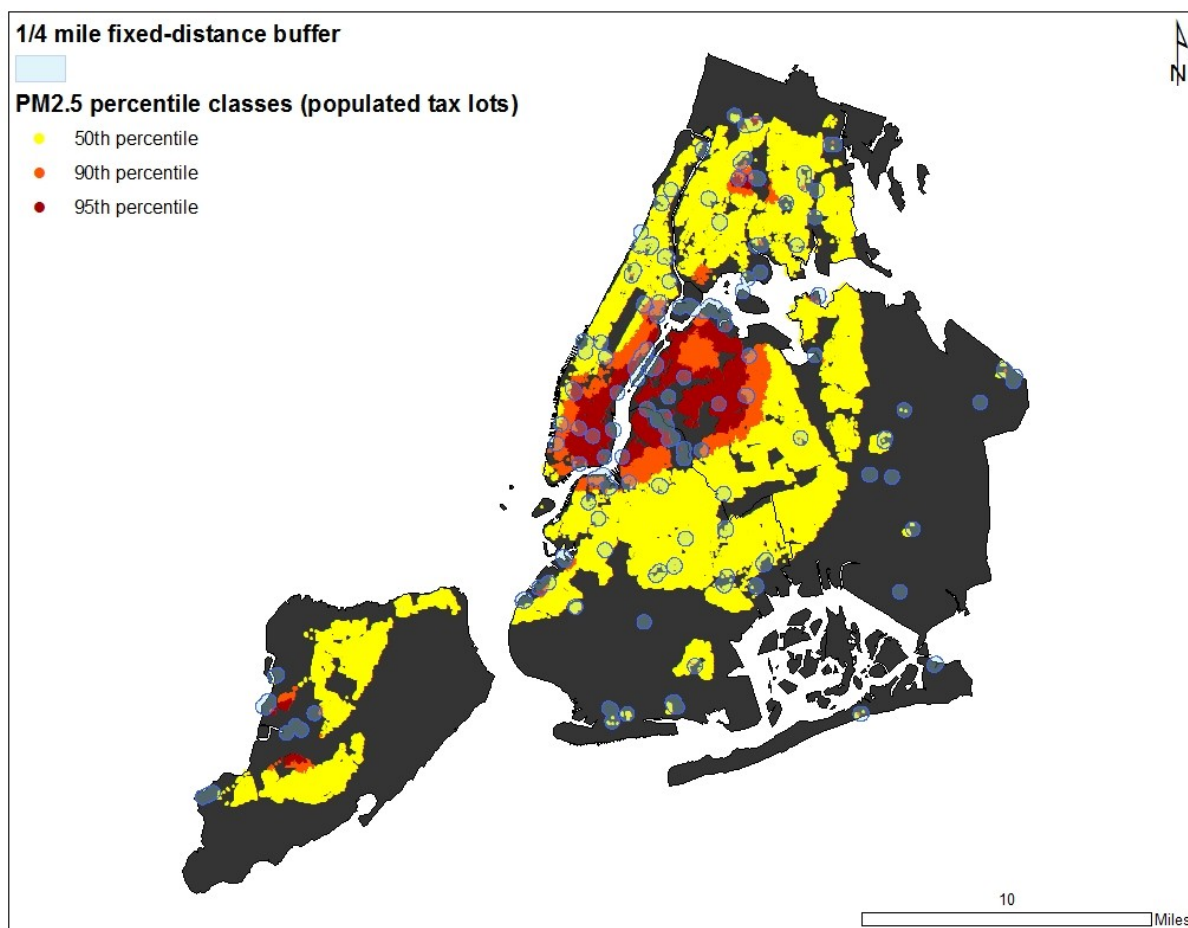 1/4 mile fixed-distance buffer
PM2.5 percentile classes (populated tax lots)
50th percentile
90th percentile
95th percentile
N
10
Miles